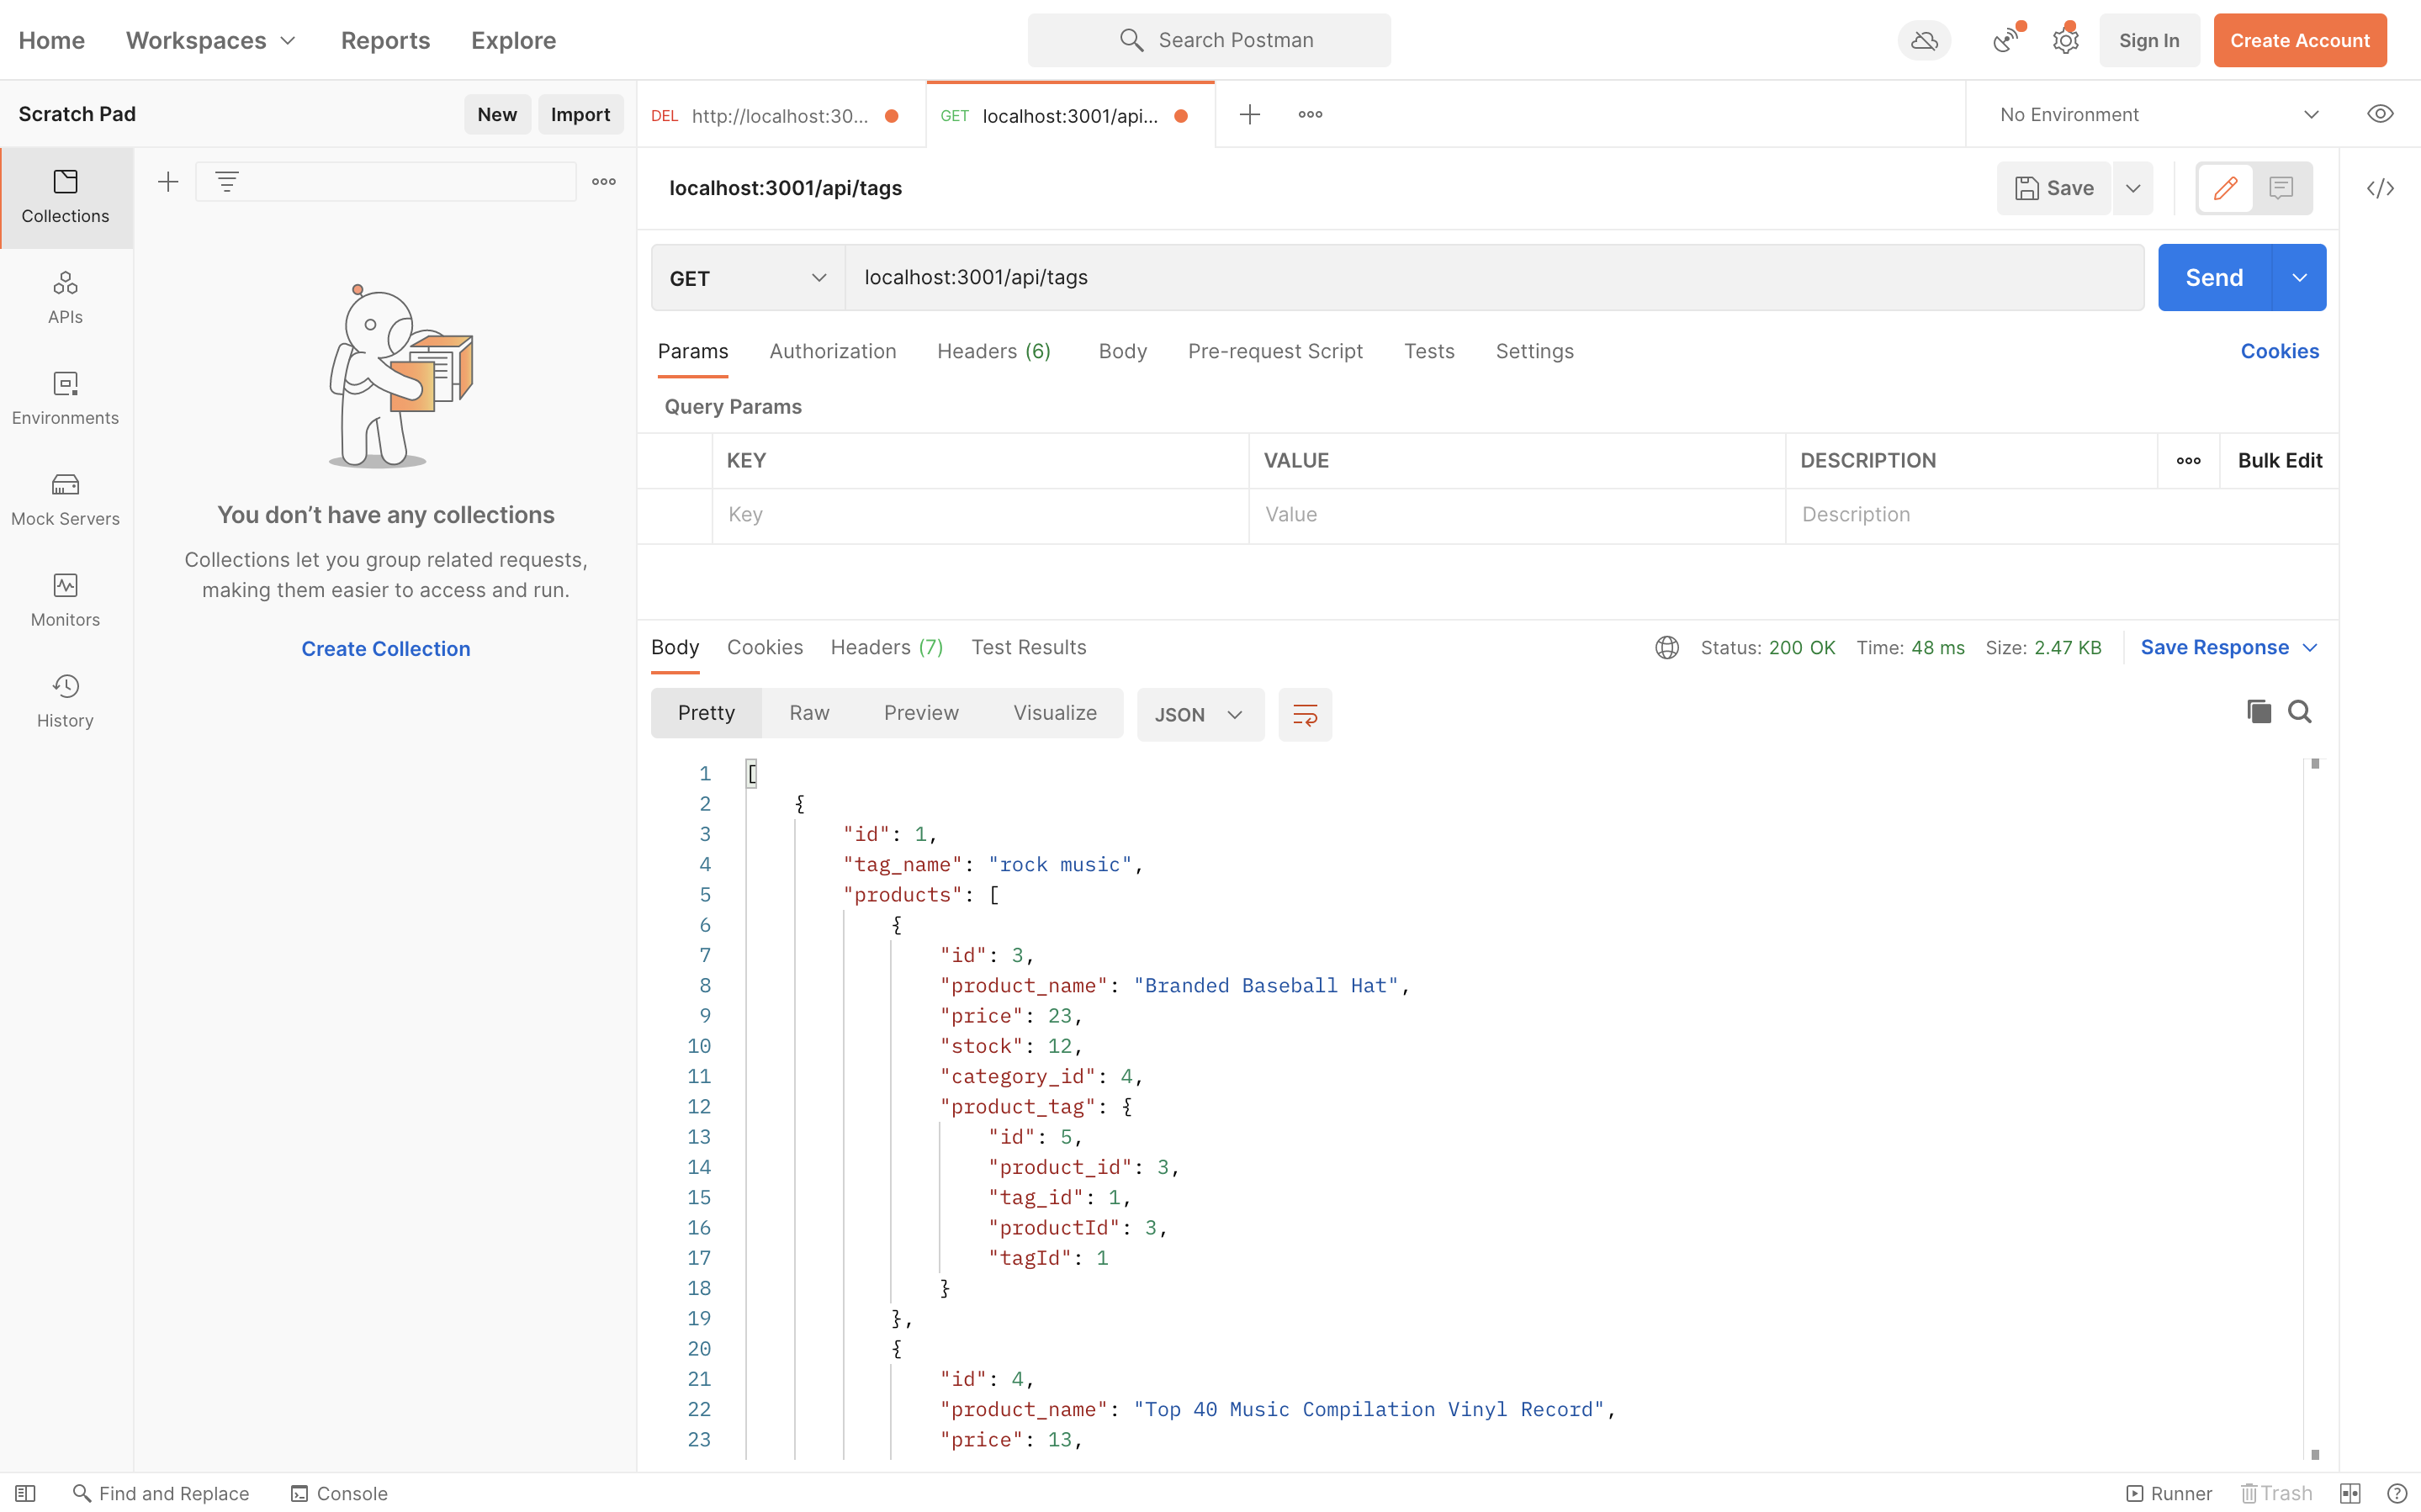 Home Workspaces Reports Explore Search Postman Sign In Create Account
Scratch Pad New Import DEL http://localhost:30... GET localhost:3001/api... No Environment
Collections
APIs
Environments
Mock Servers
Monitors
History
You don’t have any collections
Collections let you group related requests,
making them easier to access and run.
Create Collection
localhost:3001/api/tags Save
GET localhost:3001/api/tags Send
Params Authorization Headers (6) Body Pre-request Script Tests Settings Cookies
Query Params
KEY VALUE DESCRIPTION Bulk Edit
Key Value Description
Body Cookies Headers (7) Test Results Status: 200 OK Time: 48 ms Size: 2.47 KB Save Response
Pretty Raw Preview Visualize JSON
1 [
2 {
3 "id": 1,
4 "tag_name": "rock music",
5 "products": [
6 {
7 "id": 3,
8 "product_name": "Branded Baseball Hat",
9 "price": 23,
10 "stock": 12,
11 "category_id": 4,
12 "product_tag": {
13 "id": 5,
14 "product_id": 3,
15 "tag_id": 1,
16 "productId": 3,
17 "tagId": 1
18 }
19 },
20 {
21 "id": 4,
22 "product_name": "Top 40 Music Compilation Vinyl Record",
23 "price": 13,
Find and Replace Console Runner Trash